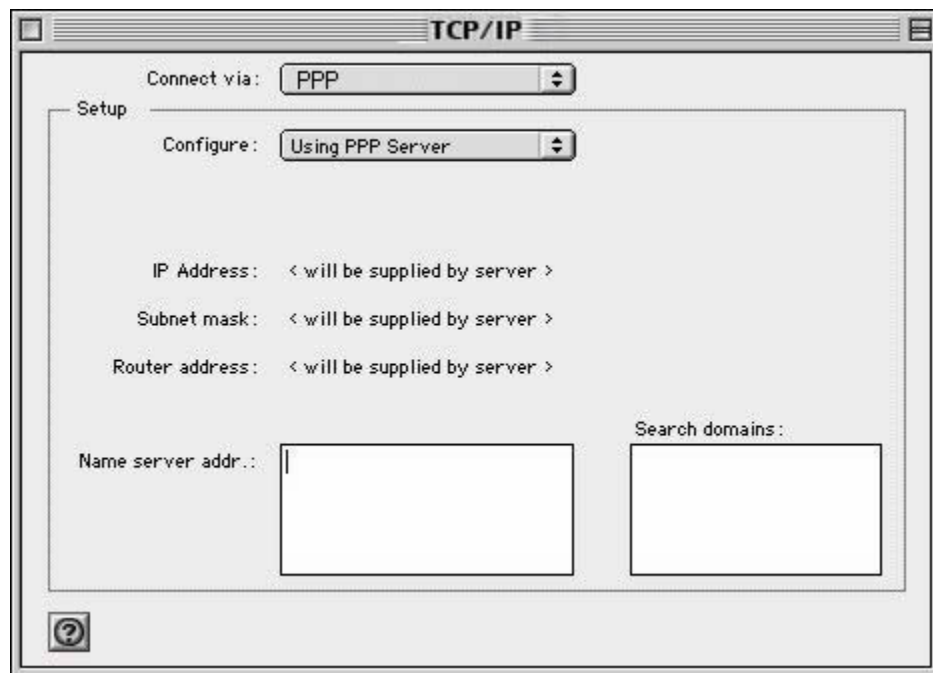 TCP/IP
Connect via: PPP
Setup
Configure: Using PPP Server
IP Address: < will be supplied by server >
Subnet mask: < will be supplied by server >
Router address: < will be supplied by server >
Search domains:
Name server addr.:
?